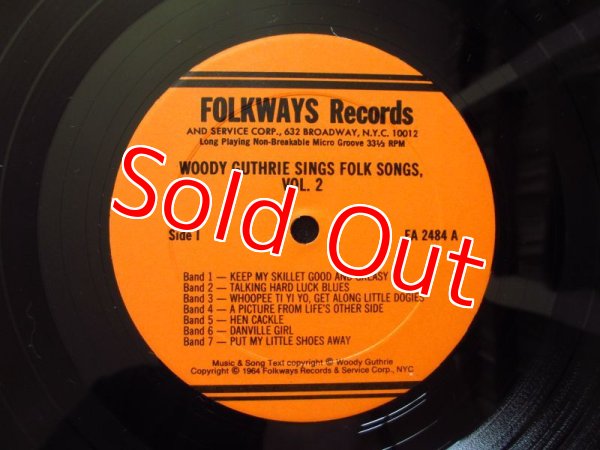 FOLKWAYS Records
AND SERVICE CORP., 632 BROADWAY, N.Y.C. 10012
Long Playing Non-Breakable Micro Groove 33⅓ RPM
WOODY GUTHRIE SINGS FOLK SONGS,
VOL. 2
Side 1
FA 2484 A
Sold Out
Band 1 — KEEP MY SKILLET GOOD AND GREASY
Band 2 — TALKING HARD LUCK BLUES
Band 3 — WHOOPEE TI YI YO, GET ALONG LITTLE DOGIES
Band 4 — A PICTURE FROM LIFE'S OTHER SIDE
Band 5 — HEN CACKLE
Band 6 — DANVILLE GIRL
Band 7 — PUT MY LITTLE SHOES AWAY
Music & Song Text copyright © Woody Guthrie
Copyright © 1964 Folkways Records & Service Corp., NYC